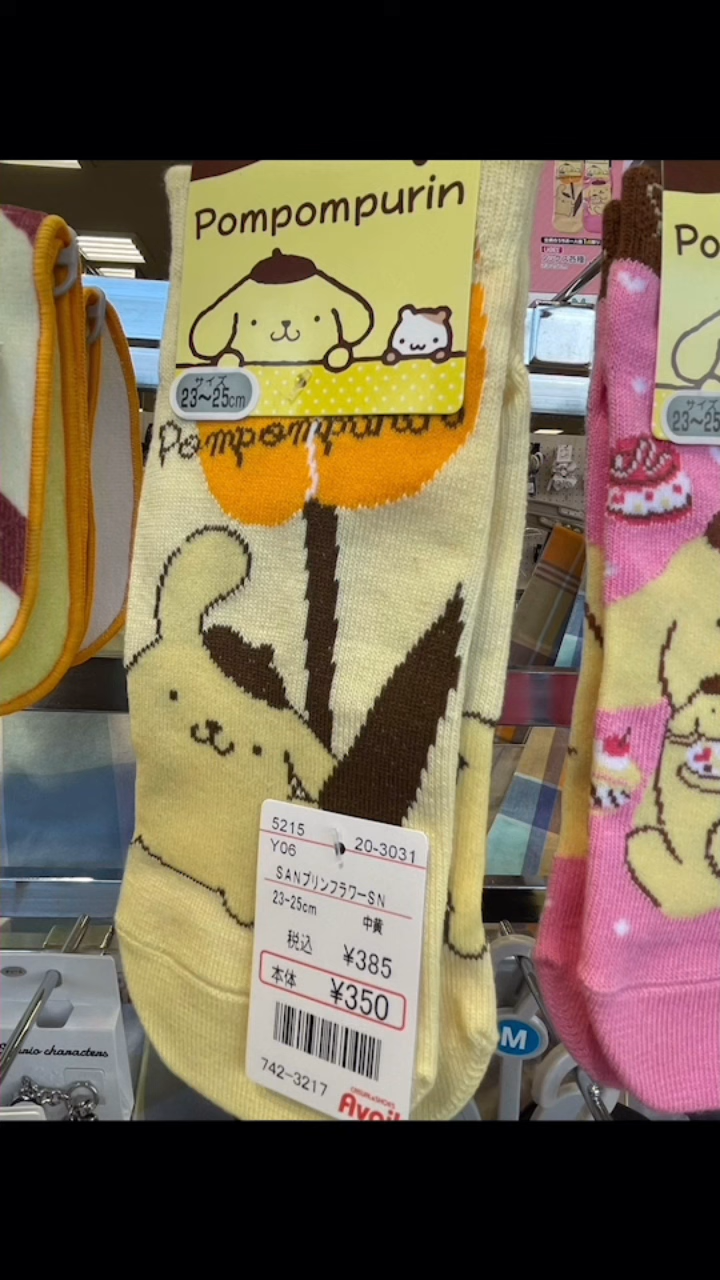 Pompompurin
サイズ
23~25cm
Pompompurin
5215
Y06
20-3031
SANプリンフラワーSN
23-25cm
中黄
税込 ¥385
本体 ¥350
742-3217
Avail
Po
サイズ
23~25
M
rio characters